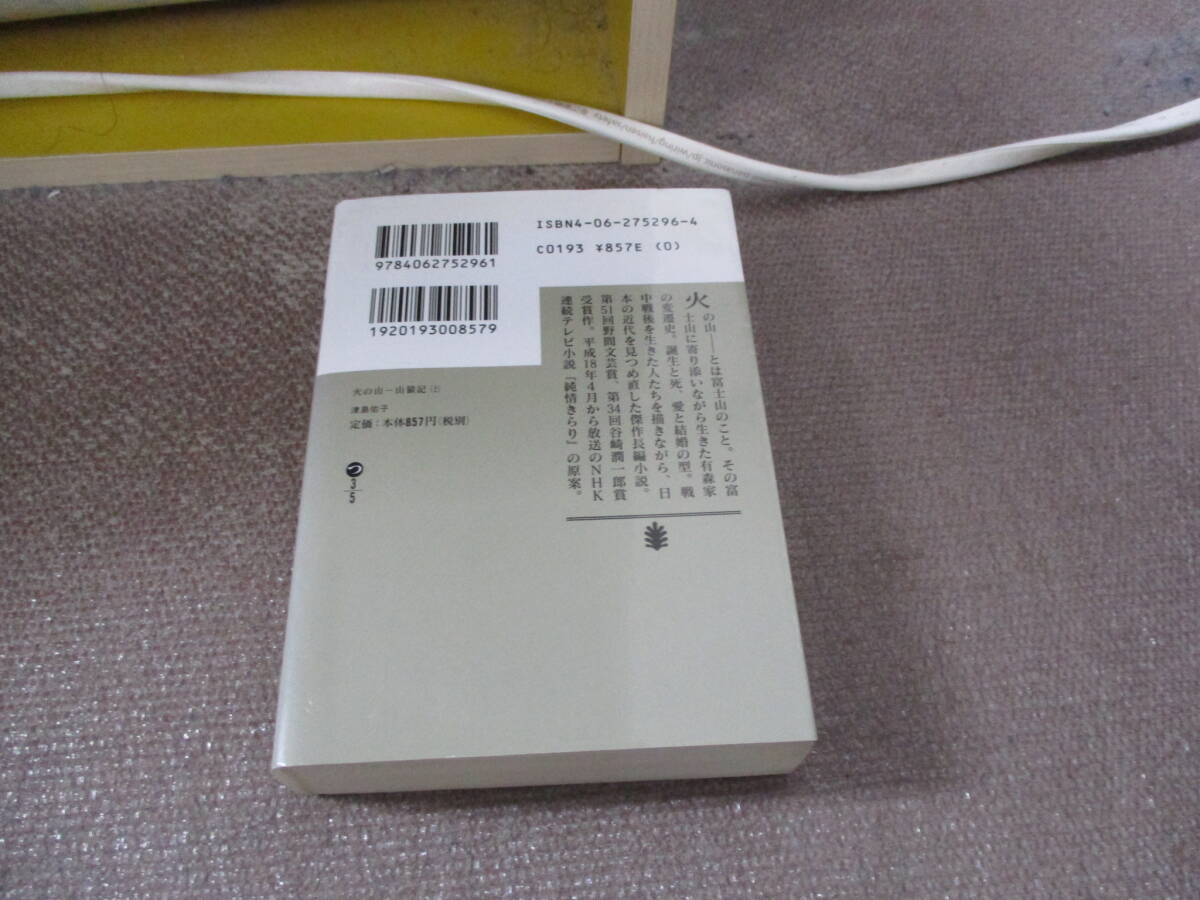 panasonic.jp/wiring/hanen/safety
ISBN4-06-275296-4
C0193 ¥857E (0)
9784062752961
1920193008579
火の山――とは富士山のこと。その富
士山に寄り添いながら生きた有森家
の変遷史。誕生と死、愛と結婚の型。戦
中戦後を生きた人たちを描きながら、日
本の近代を見つめ直した傑作長編小説。
第51回野間文芸賞、第34回谷崎潤一郎賞
受賞作。平成18年4月から放送のNHK
連続テレビ小説「純情きらり」の原案。
火の山―山猿記(上)
津島佑子
定価:本体857円(税別)
つ
3
5